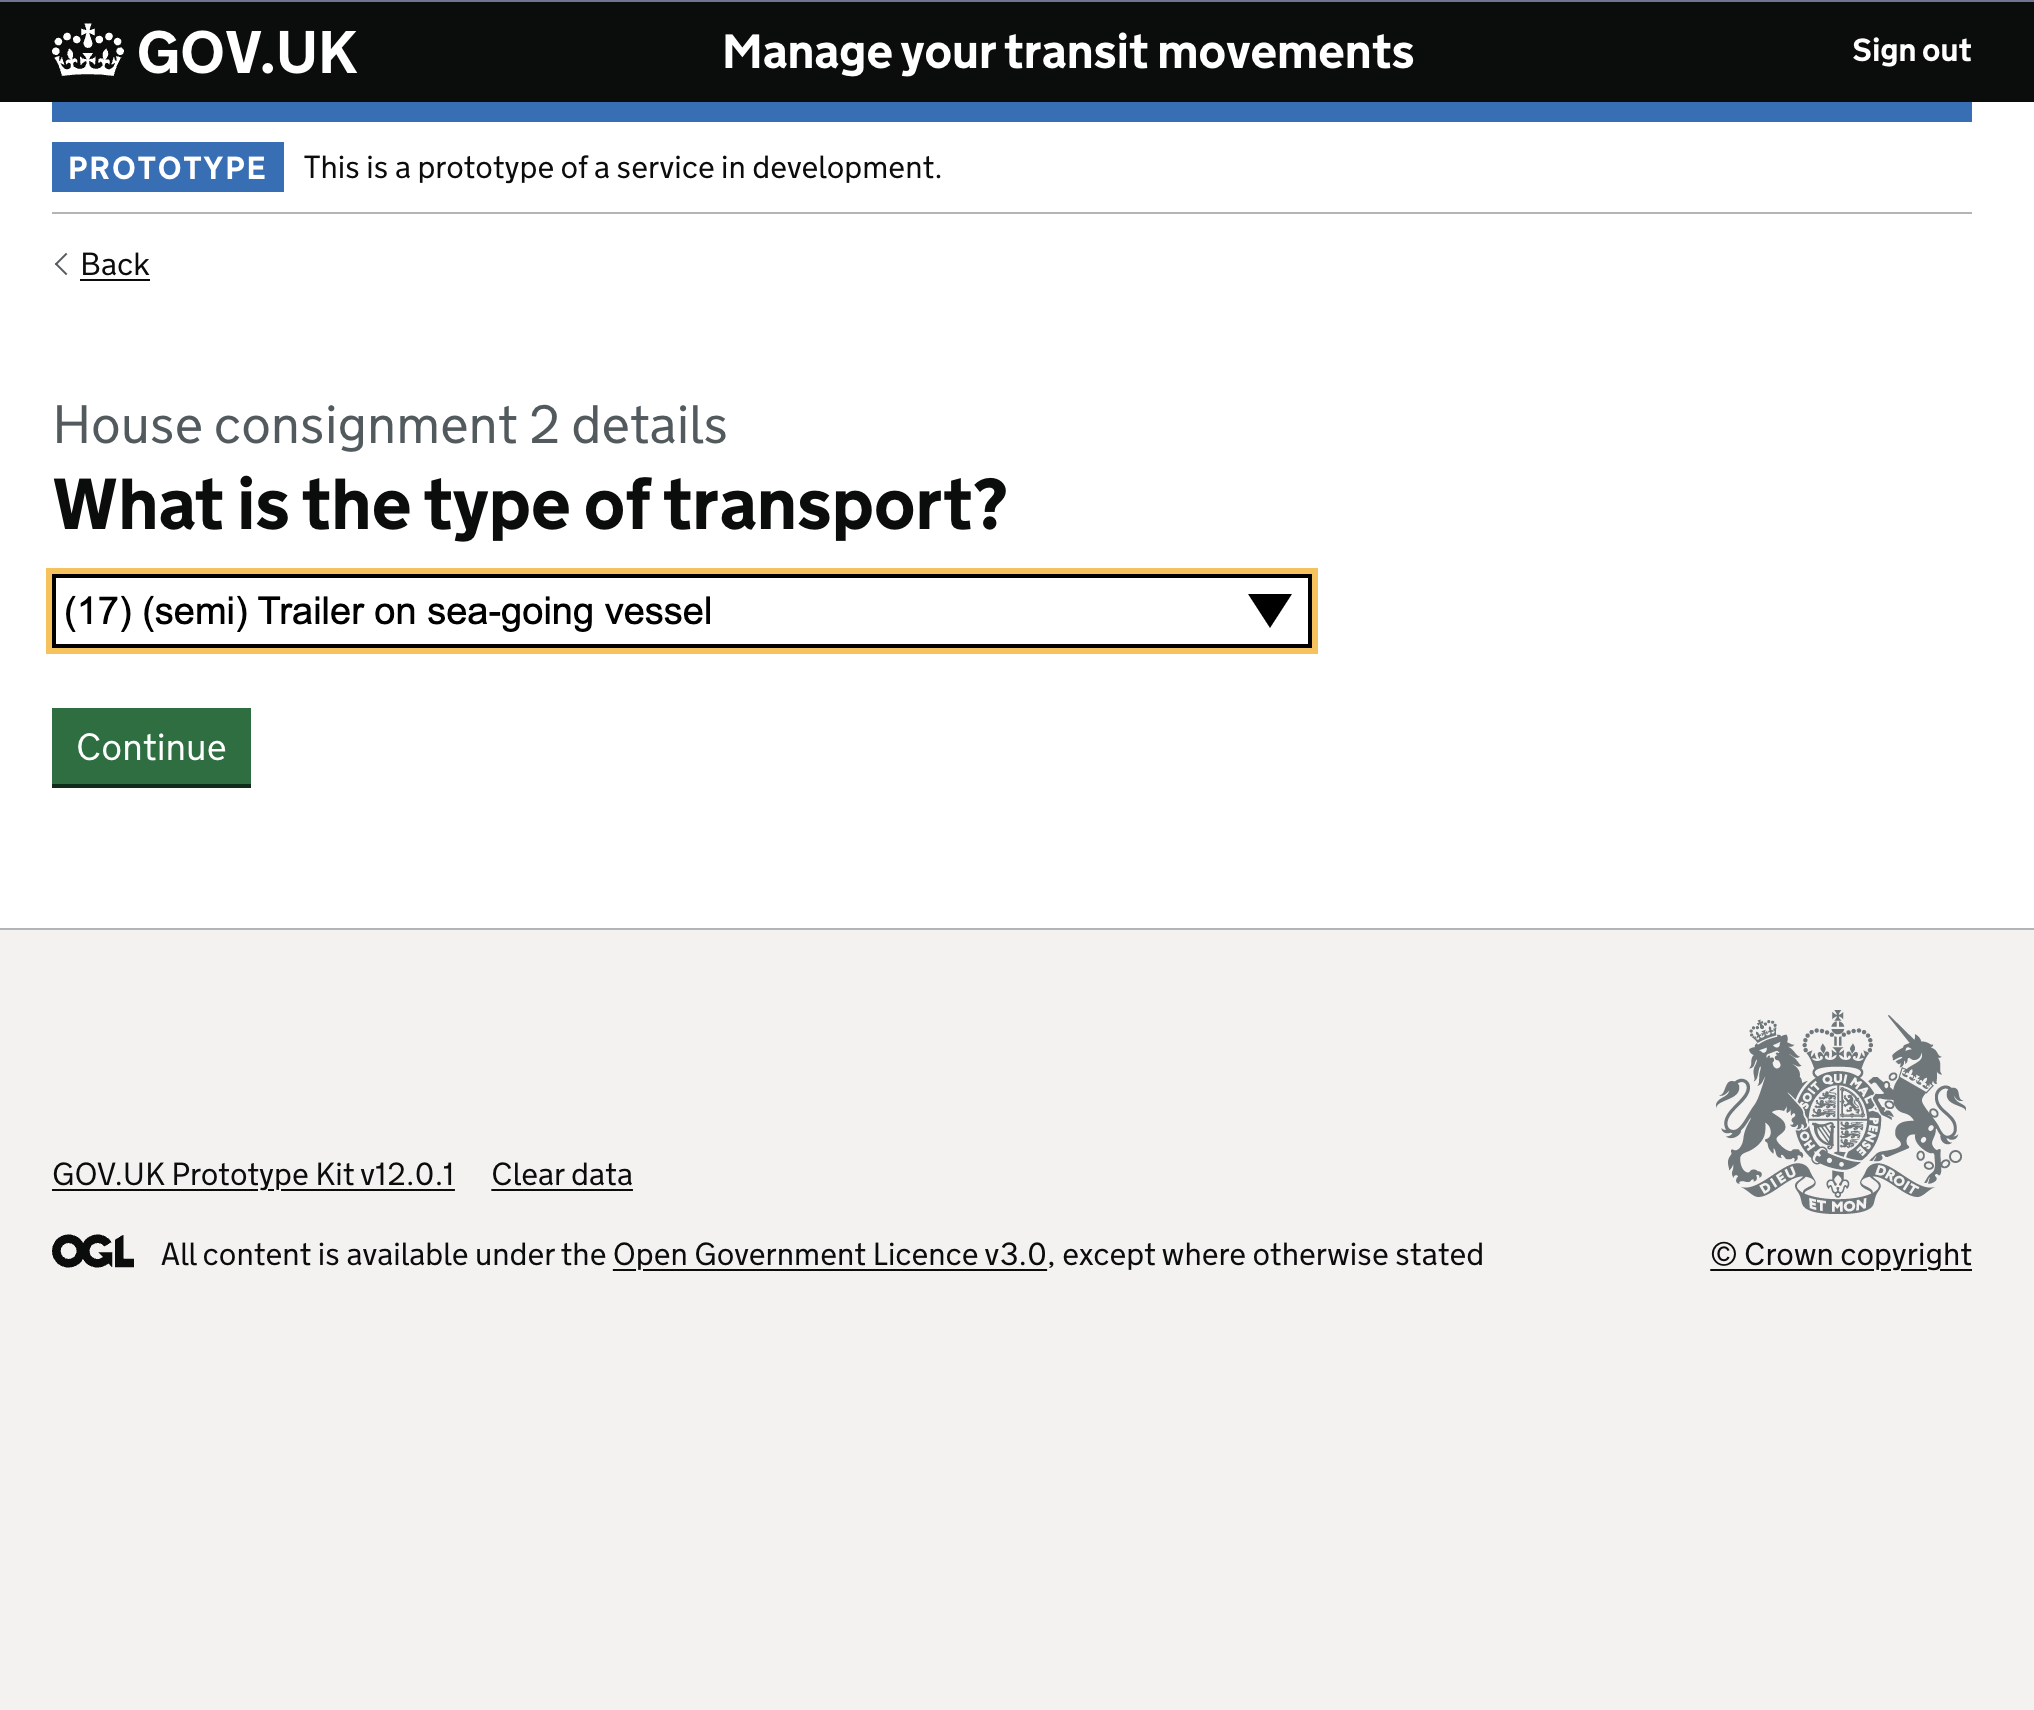 GOV.UK
Manage your transit movements
Sign out
PROTOTYPE This is a prototype of a service in development.
Back
House consignment 2 details
What is the type of transport?
(17) (semi) Trailer on sea-going vessel
Continue
GOV.UK Prototype Kit v12.0.1 Clear data
OGL All content is available under the Open Government Licence v3.0, except where otherwise stated
SOIT QUI MAL Y PENSE
DIEU ET MON DROIT
© Crown copyright